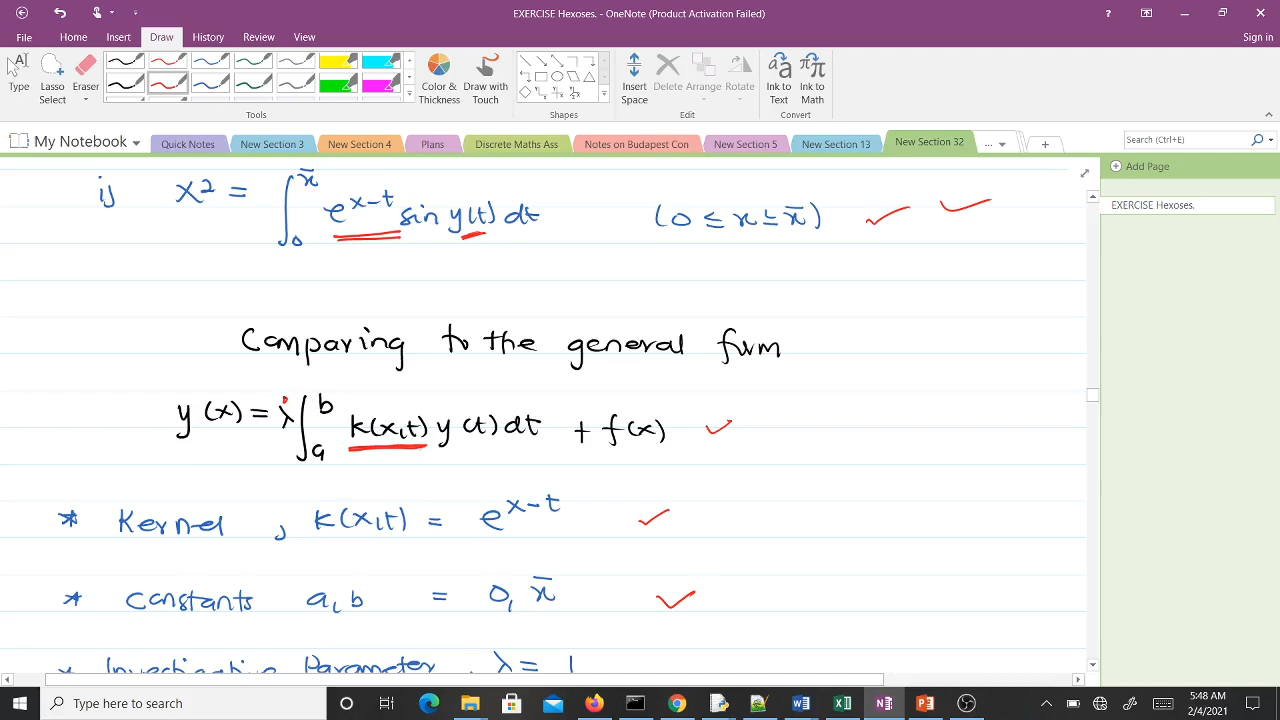 EXERCISE Hexoses. - OneNote (Product Activation Failed)
File Home Insert Draw History Review View Sign in
Type Lasso Select Eraser Color & Thickness Draw with Touch Insert Space Delete Arrange Rotate Ink to Text Ink to Math
Tools Shapes Edit Convert
My Notebook Quick Notes New Section 3 New Section 4 Plans Discrete Maths Ass Notes on Budapest Con New Section 5 New Section 13 New Section 32 ... + Search (Ctrl+E)
Add Page
EXERCISE Hexoses.
ij x2 = ∫₀^x̄ e^(x-t) sin y(t) dt (0 ≤ x ≤ x̄)
Comparing to the general form
y(x) = λ ∫ₐᵇ k(x,t) y(t) dt + f(x)
* Kernel, k(x,t) = e^(x-t)
* Constants a, b = 0, x̄
* Investigative Parameter, λ = 1
Type here to search
5:48 AM
2/4/2021